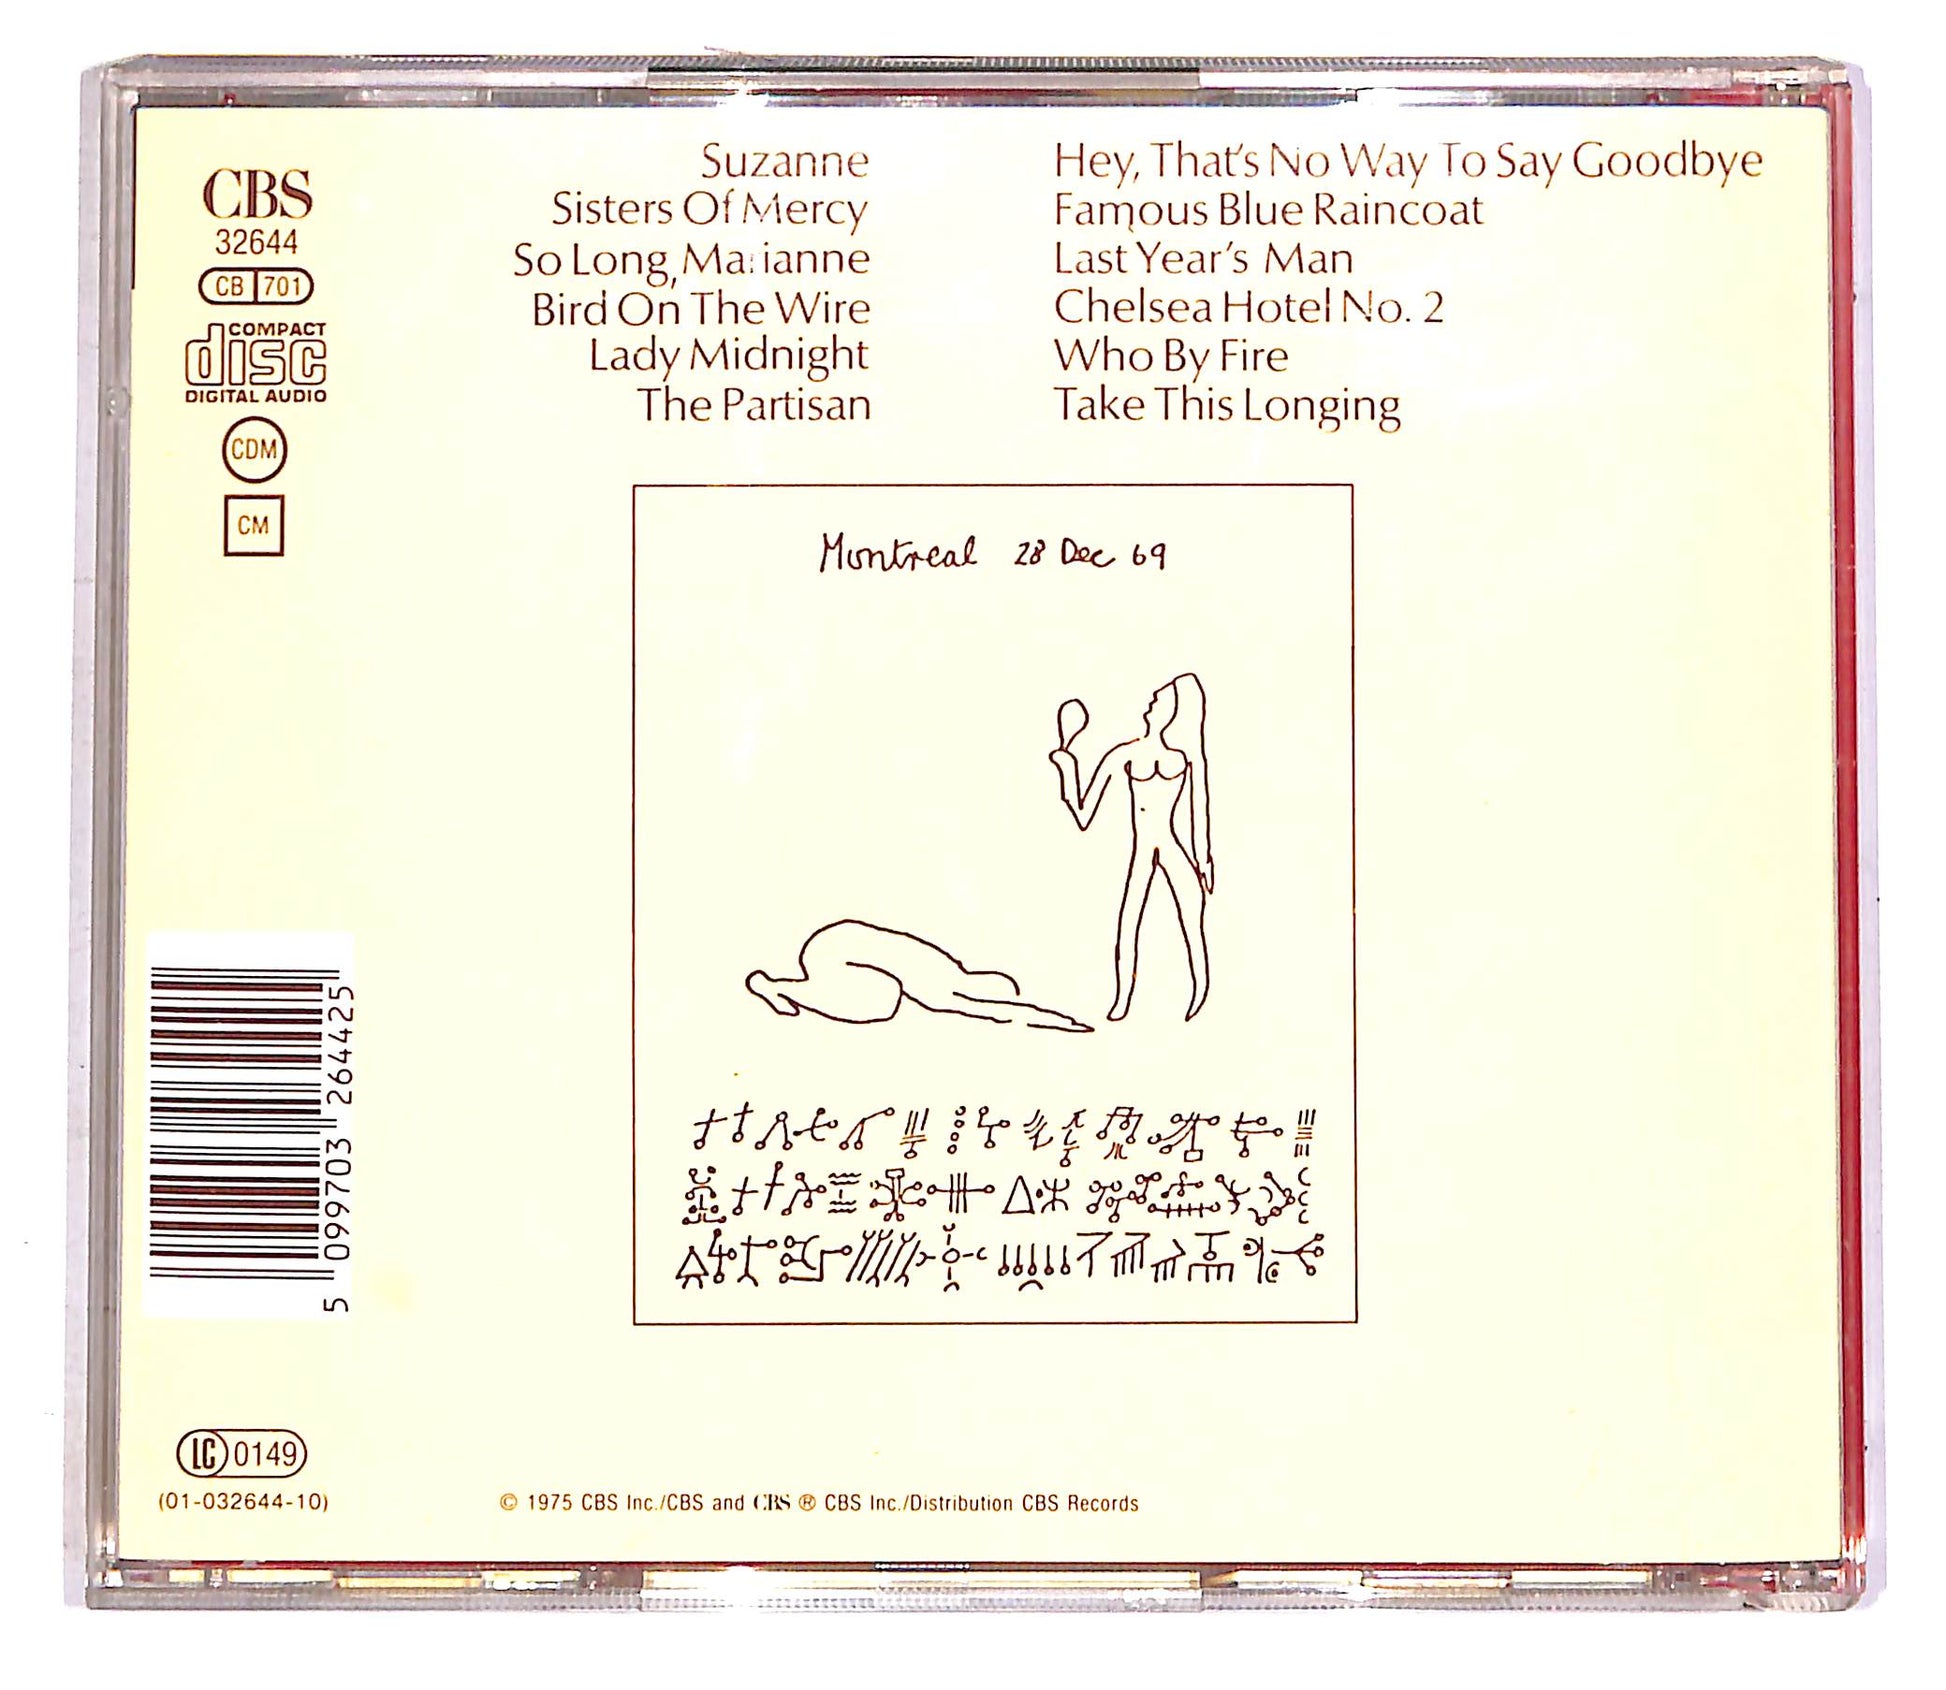 CBS
32644
CB 701
COMPACT
disc
DIGITAL AUDIO
CDM
CM
Suzanne
Sisters Of Mercy
So Long, Marianne
Bird On The Wire
Lady Midnight
The Partisan
Hey, That's No Way To Say Goodbye
Famous Blue Raincoat
Last Year's Man
Chelsea Hotel No. 2
Who By Fire
Take This Longing
Montreal 28 Dec 69
5 099703 264425
LC 0149
(01-032644-10)
© 1975 CBS Inc./CBS and CBS ® CBS Inc./Distribution CBS Records